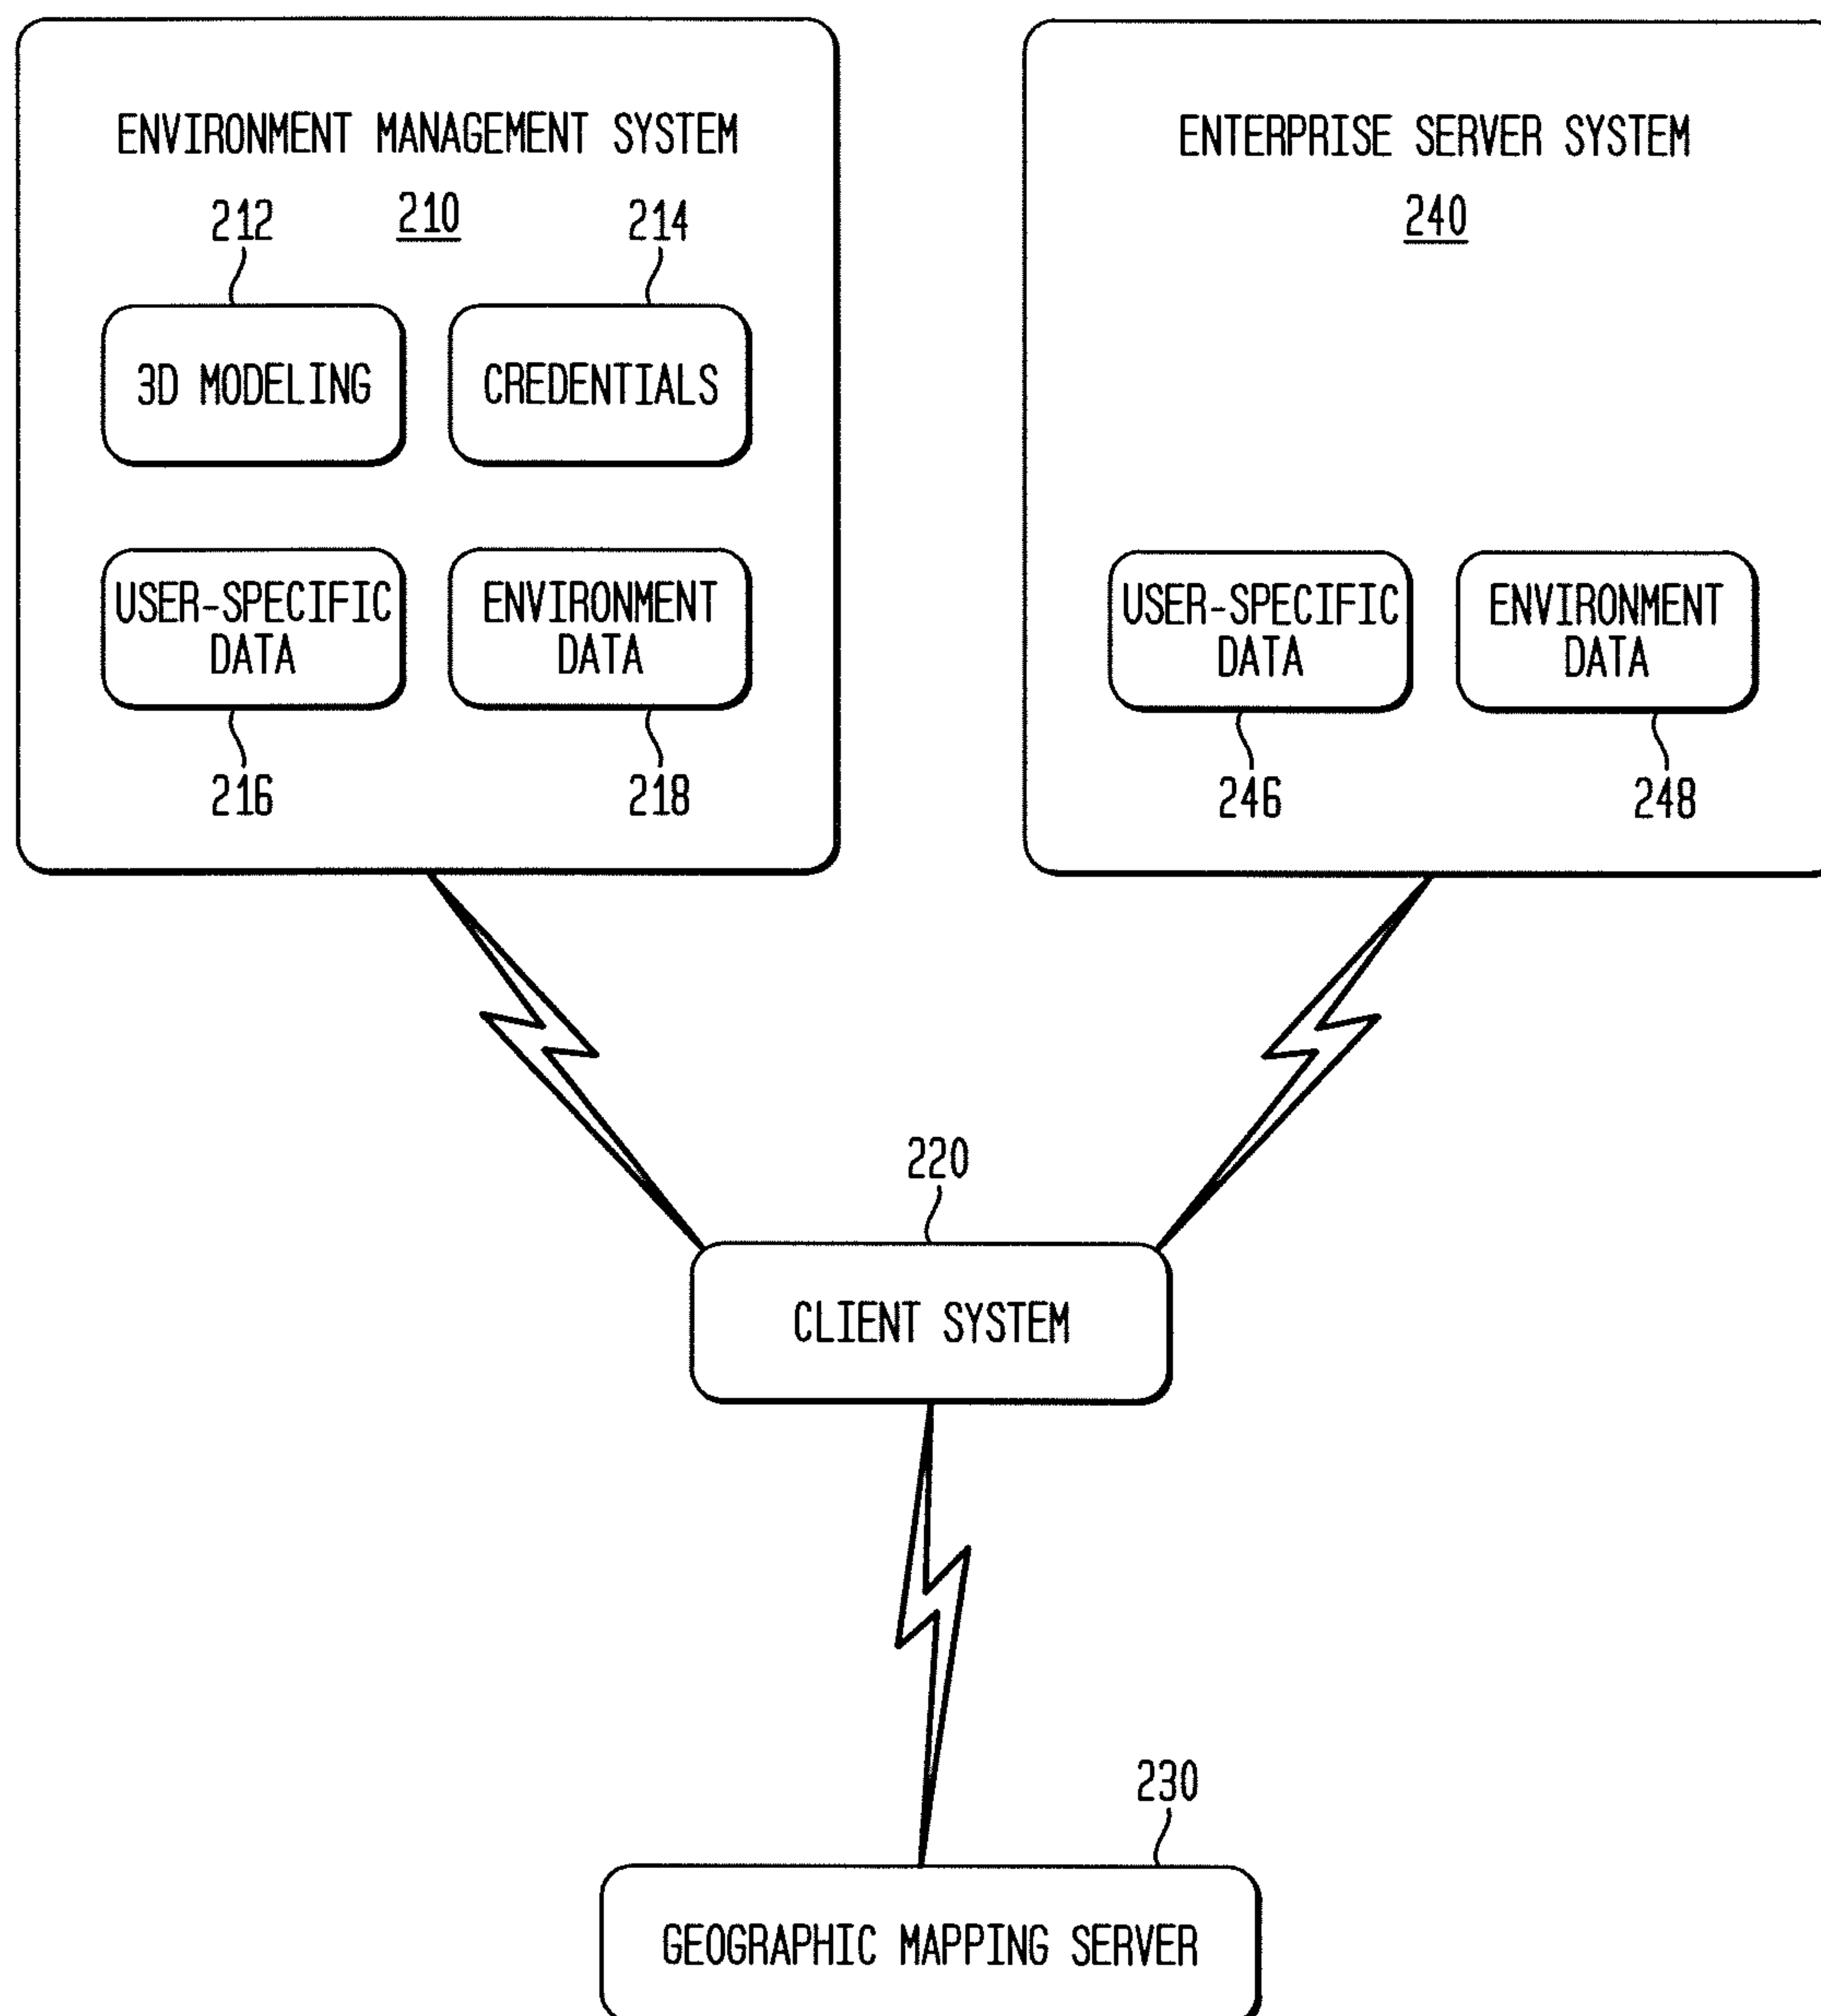 ENVIRONMENT MANAGEMENT SYSTEM
210
212
214
3D MODELING
CREDENTIALS
USER-SPECIFIC
DATA
ENVIRONMENT
DATA
216
218
ENTERPRISE SERVER SYSTEM
240
USER-SPECIFIC
DATA
ENVIRONMENT
DATA
246
248
220
CLIENT SYSTEM
230
GEOGRAPHIC MAPPING SERVER